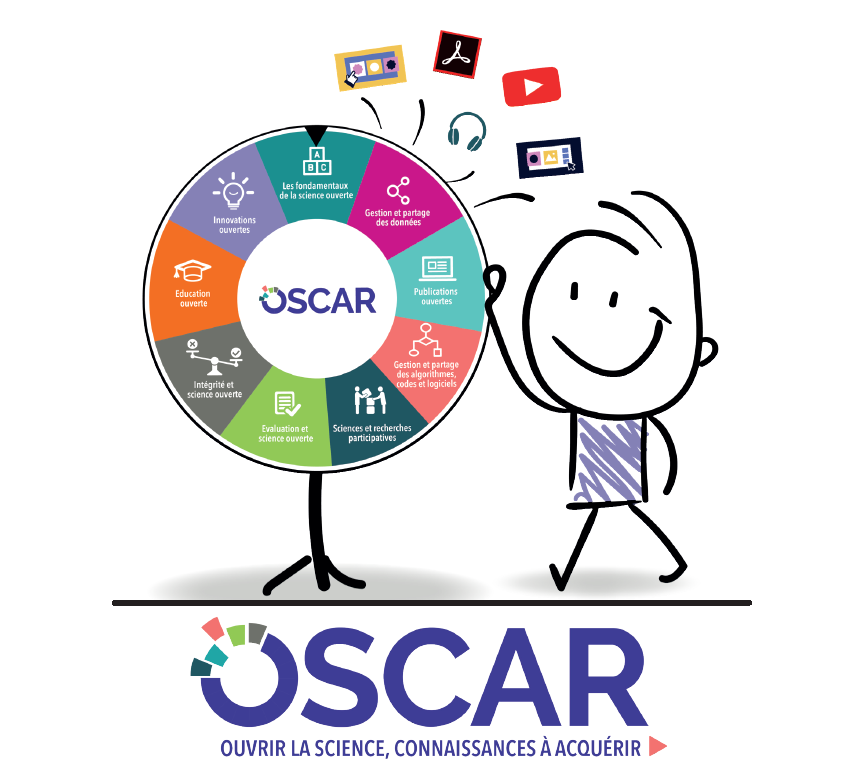 A
B C
Les fondamentaux
de la science ouverte
Gestion et partage
des données
Publications
ouvertes
Gestion et partage
des algorithmes,
codes et logiciels
Sciences et recherches
participatives
Evaluation et
science ouverte
Intégrité et
science ouverte
Education
ouverte
Innovations
ouvertes
OSCAR
OSCAR
OUVRIR LA SCIENCE, CONNAISSANCES À ACQUÉRIR